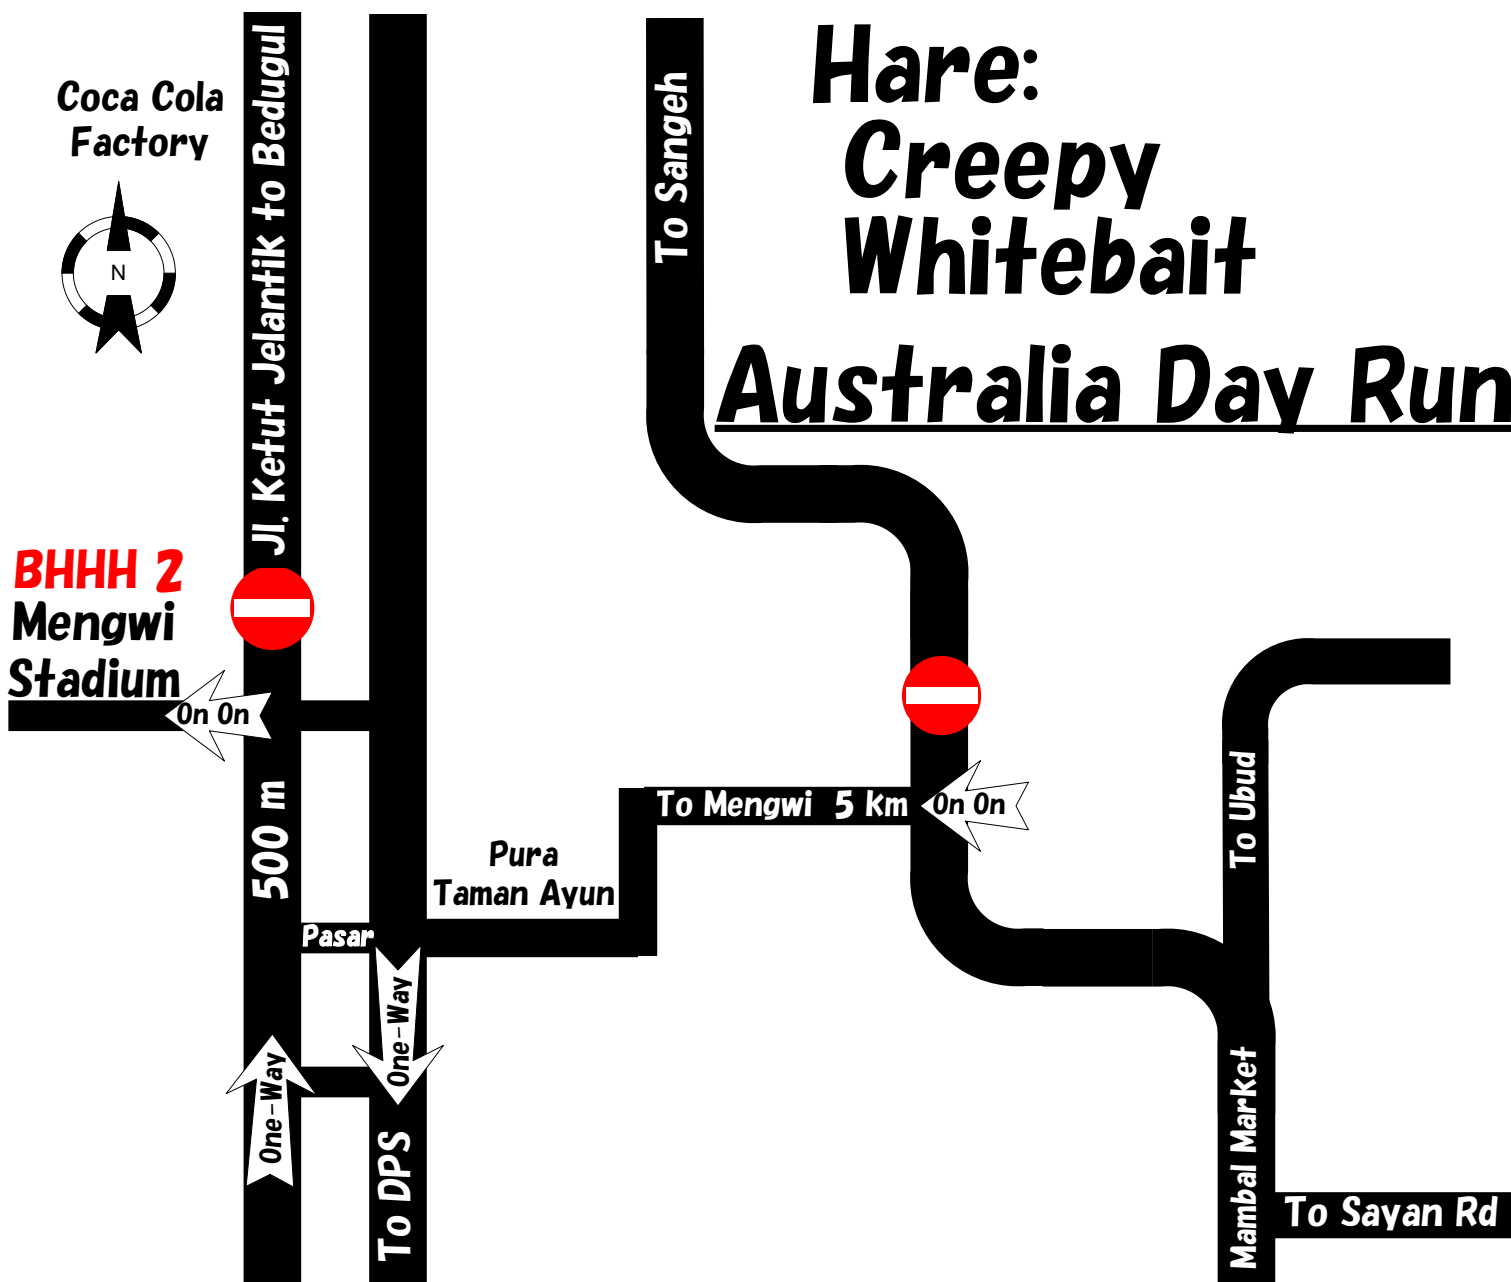 Hare:
Creepy
Whitebait
Australia Day Run
Coca Cola
Factory
N
Jl. Ketut Jelantik to Bedugul
To Sangeh
BHHH 2
Mengwi
Stadium
On On
500 m
To Mengwi 5 km
On On
To Ubud
Pura
Taman Ayun
Pasar
One-Way
One-Way
To DPS
Mambal Market
To Sayan Rd